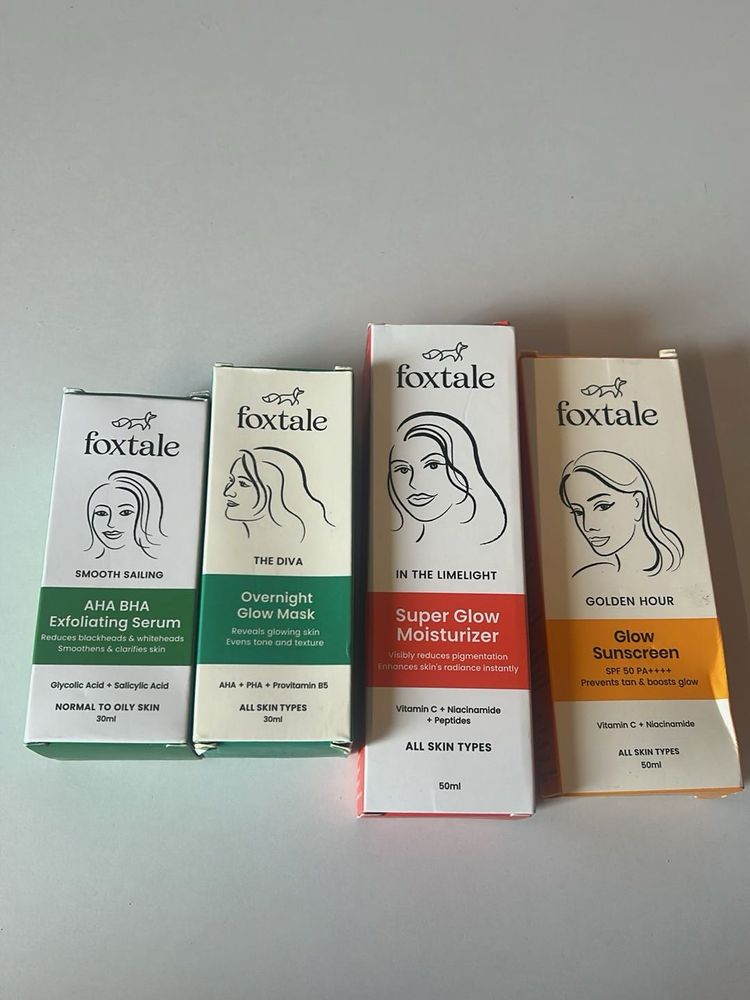 foxtale
SMOOTH SAILING
AHA BHA
Exfoliating Serum
Reduces blackheads & whiteheads
Smoothens & clarifies skin
Glycolic Acid + Salicylic Acid
NORMAL TO OILY SKIN
30ml
foxtale
THE DIVA
Overnight
Glow Mask
Reveals glowing skin
Evens tone and texture
AHA + PHA + Provitamin B5
ALL SKIN TYPES
30ml
foxtale
IN THE LIMELIGHT
Super Glow
Moisturizer
Visibly reduces pigmentation
Enhances skin's radiance instantly
Vitamin C + Niacinamide
+ Peptides
ALL SKIN TYPES
50ml
foxtale
GOLDEN HOUR
Glow
Sunscreen
SPF 50 PA++++
Prevents tan & boosts glow
Vitamin C + Niacinamide
ALL SKIN TYPES
50ml